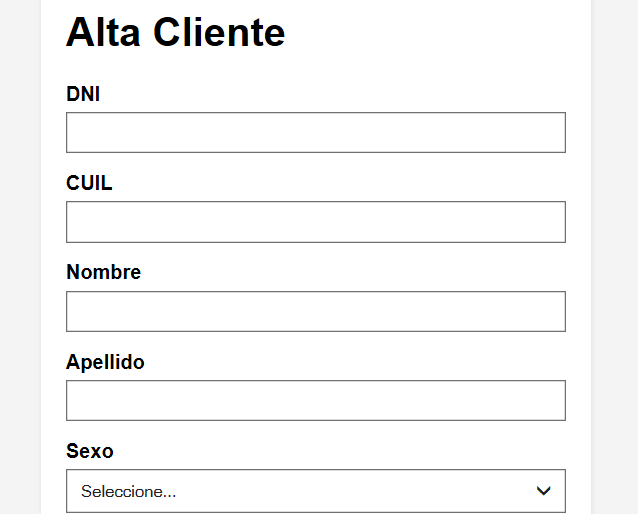 Alta Cliente
DNI
CUIL
Nombre
Apellido
Sexo
Seleccione...